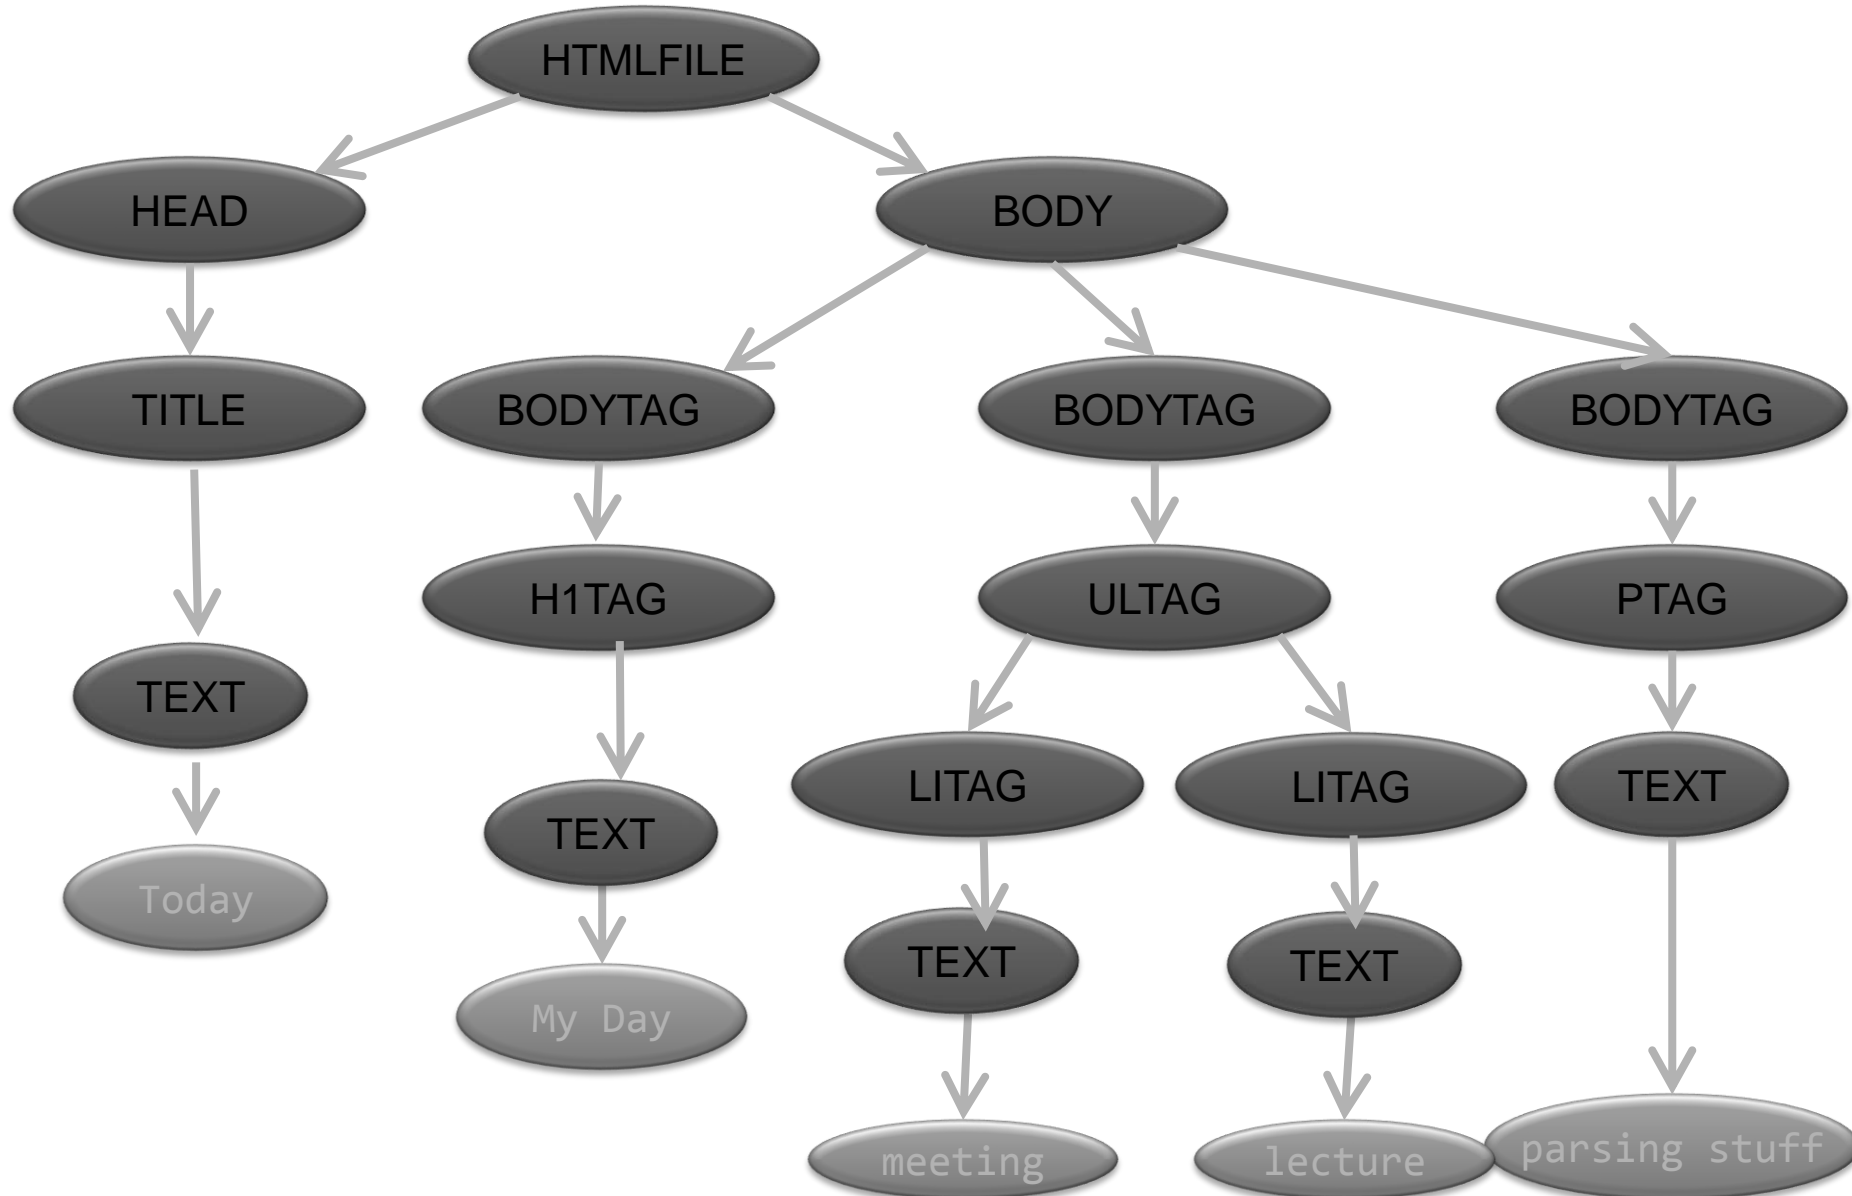 HTMLFILE
HEAD
BODY
TITLE
BODYTAG
BODYTAG
BODYTAG
H1TAG
ULTAG
PTAG
TEXT
LITAG
LITAG
TEXT
TEXT
Today
TEXT
TEXT
My Day
meeting
lecture
parsing stuff